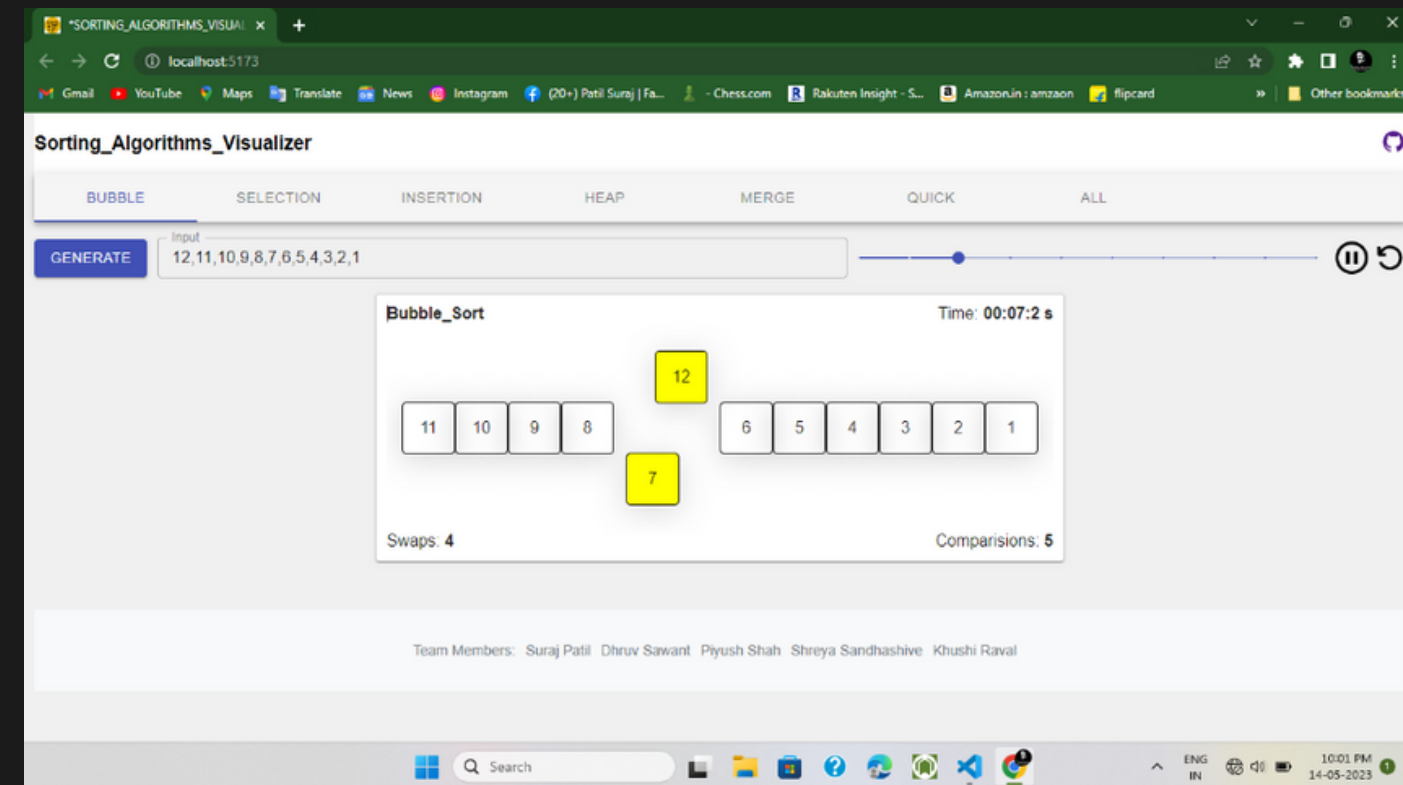 *SORTING_ALGORITHMS_VISUAL
localhost:5173
Gmail YouTube Maps Translate News Instagram (20+) Patil Suraj | Fa... - Chess.com Rakuten Insight - S... Amazon.in : amzaon flipcard » Other bookmarks
Sorting_Algorithms_Visualizer
BUBBLE SELECTION INSERTION HEAP MERGE QUICK ALL
Input
GENERATE 12,11,10,9,8,7,6,5,4,3,2,1
Bubble_Sort Time: 00:07:2 s
12
11 10 9 8 6 5 4 3 2 1
7
Swaps: 4 Comparisions: 5
Team Members: Suraj Patil Dhruv Sawant Piyush Shah Shreya Sandhashive Khushi Raval
Search
ENG 10:01 PM
IN 14-05-2023 1